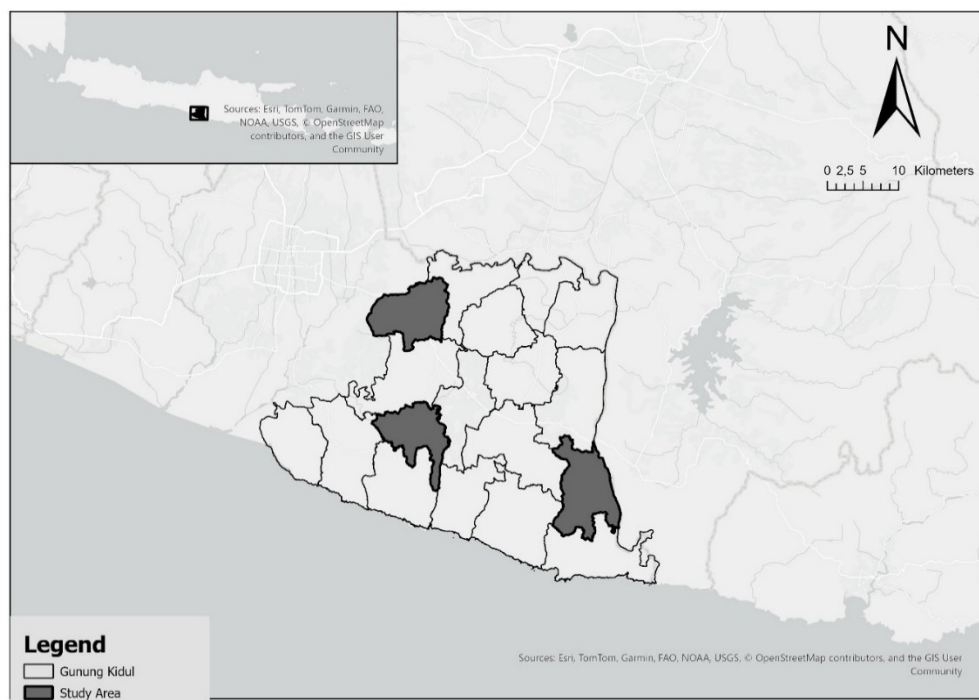 Sources: Esri, TomTom, Garmin, FAO,
NOAA, USGS, © OpenStreetMap
contributors, and the GIS User
Community
N
0 2,5 5 10 Kilometers
Legend
Gunung Kidul
Study Area
Sources: Esri, TomTom, Garmin, FAO, NOAA, USGS, © OpenStreetMap contributors, and the GIS User
Community